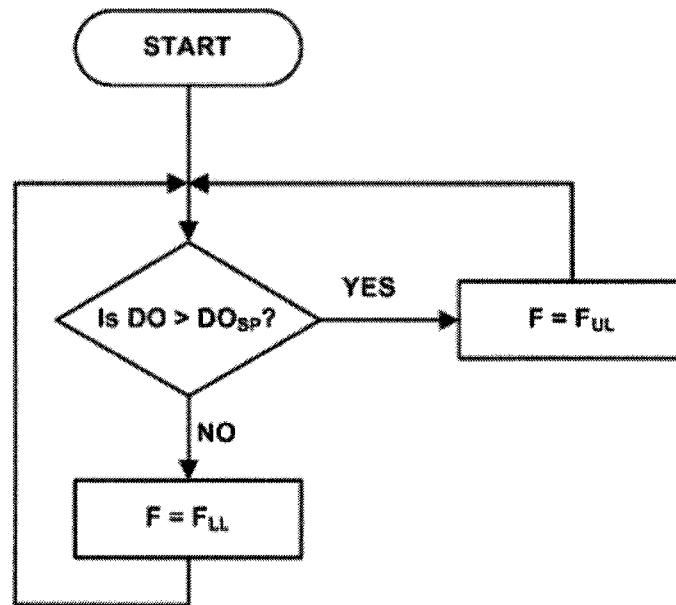 START
Is DO > DOSP?
YES
F = FUL
NO
F = FLL